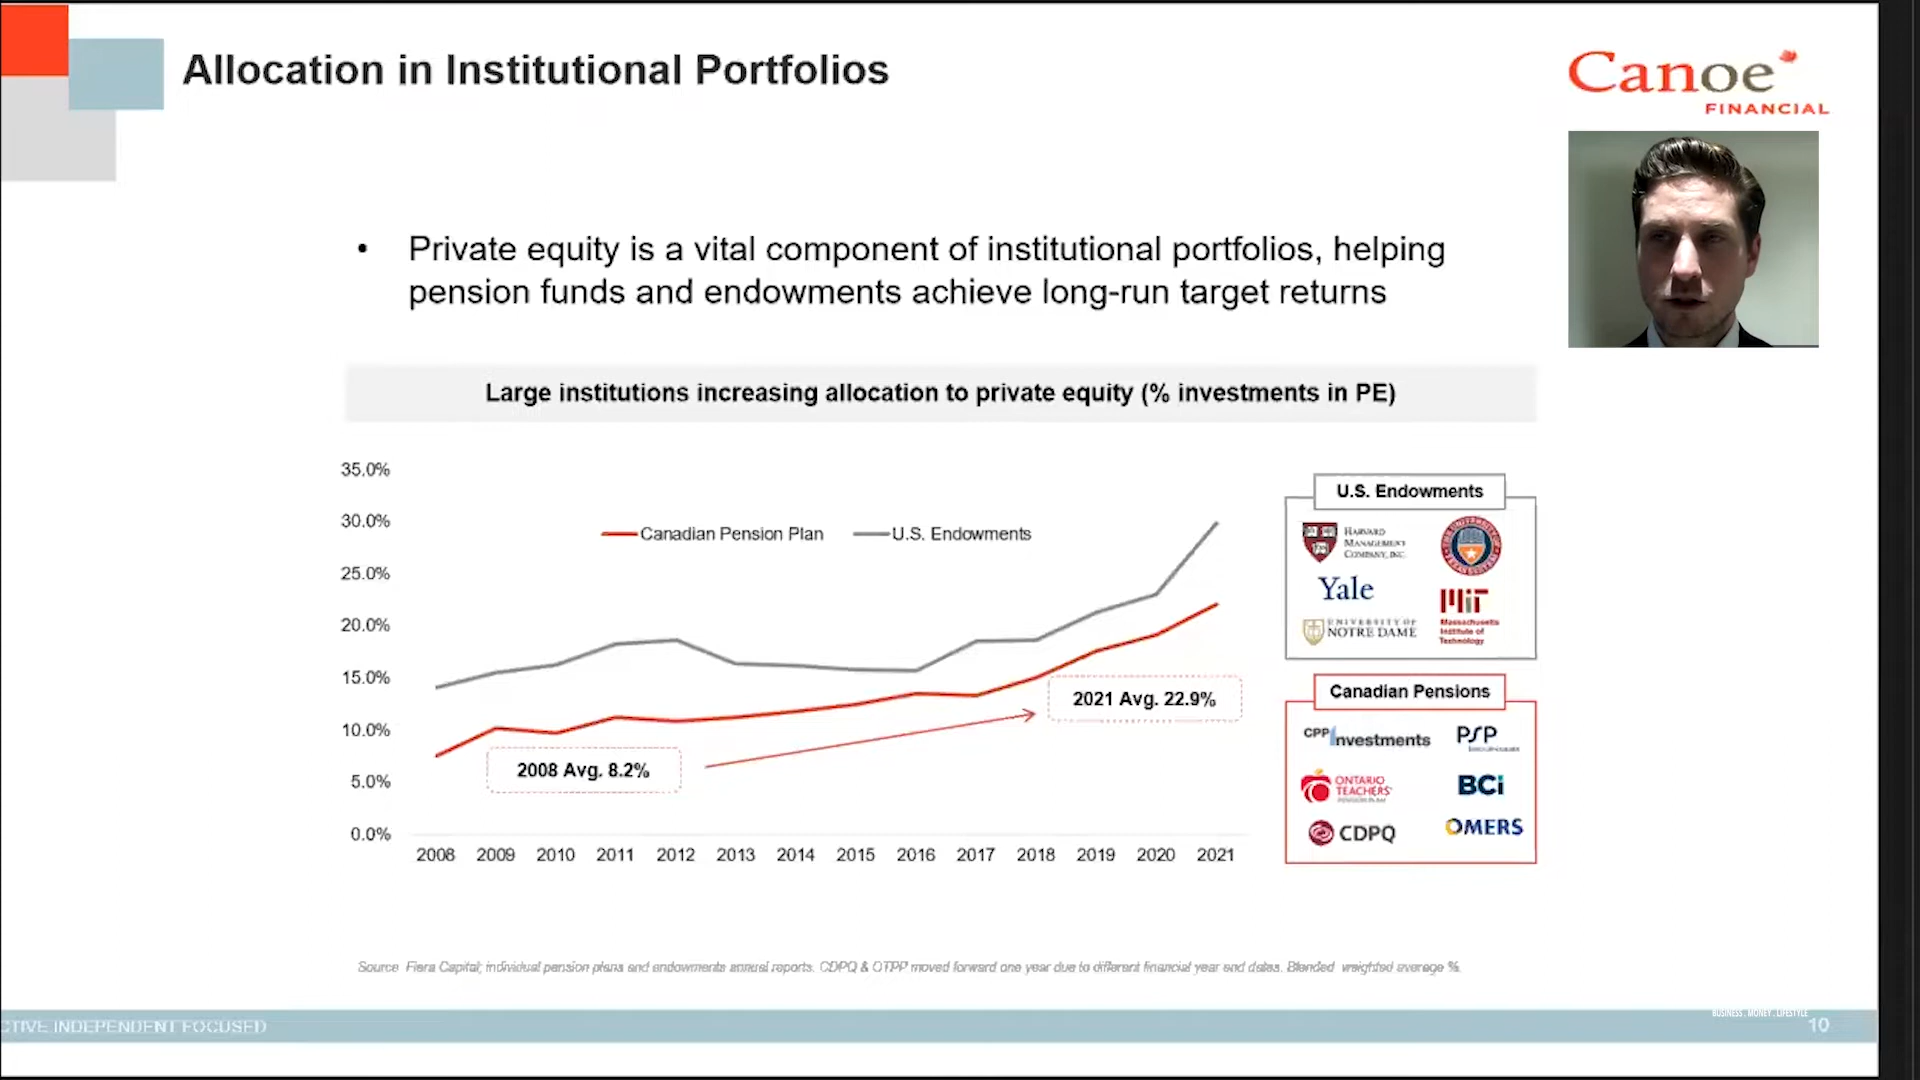 Allocation in Institutional Portfolios
Canoe
FINANCIAL
• Private equity is a vital component of institutional portfolios, helping
pension funds and endowments achieve long-run target returns
Large institutions increasing allocation to private equity (% investments in PE)
35.0%
30.0%
25.0%
20.0%
15.0%
10.0%
5.0%
0.0%
Canadian Pension Plan
U.S. Endowments
2021 Avg. 22.9%
2008 Avg. 8.2%
2008 2009 2010 2011 2012 2013 2014 2015 2016 2017 2018 2019 2020 2021
U.S. Endowments
HARVARD
MANAGEMENT
COMPANY, INC.
Yale
MIT
Massachusetts
Institute of
Technology
UNIVERSITY OF
NOTRE DAME
Canadian Pensions
CPP Investments
PSP
ONTARIO
TEACHERS'
BCi
CDPQ
OMERS
Source Fiera Capital; individual pension plans and endowments annual reports. CDPQ & OTPP moved forward one year due to different financial year end dates. Blended weighted average %.
CTIVE INDEPENDENT FOCUSED
BUSINESS . MONEY . LIFESTYLE
10